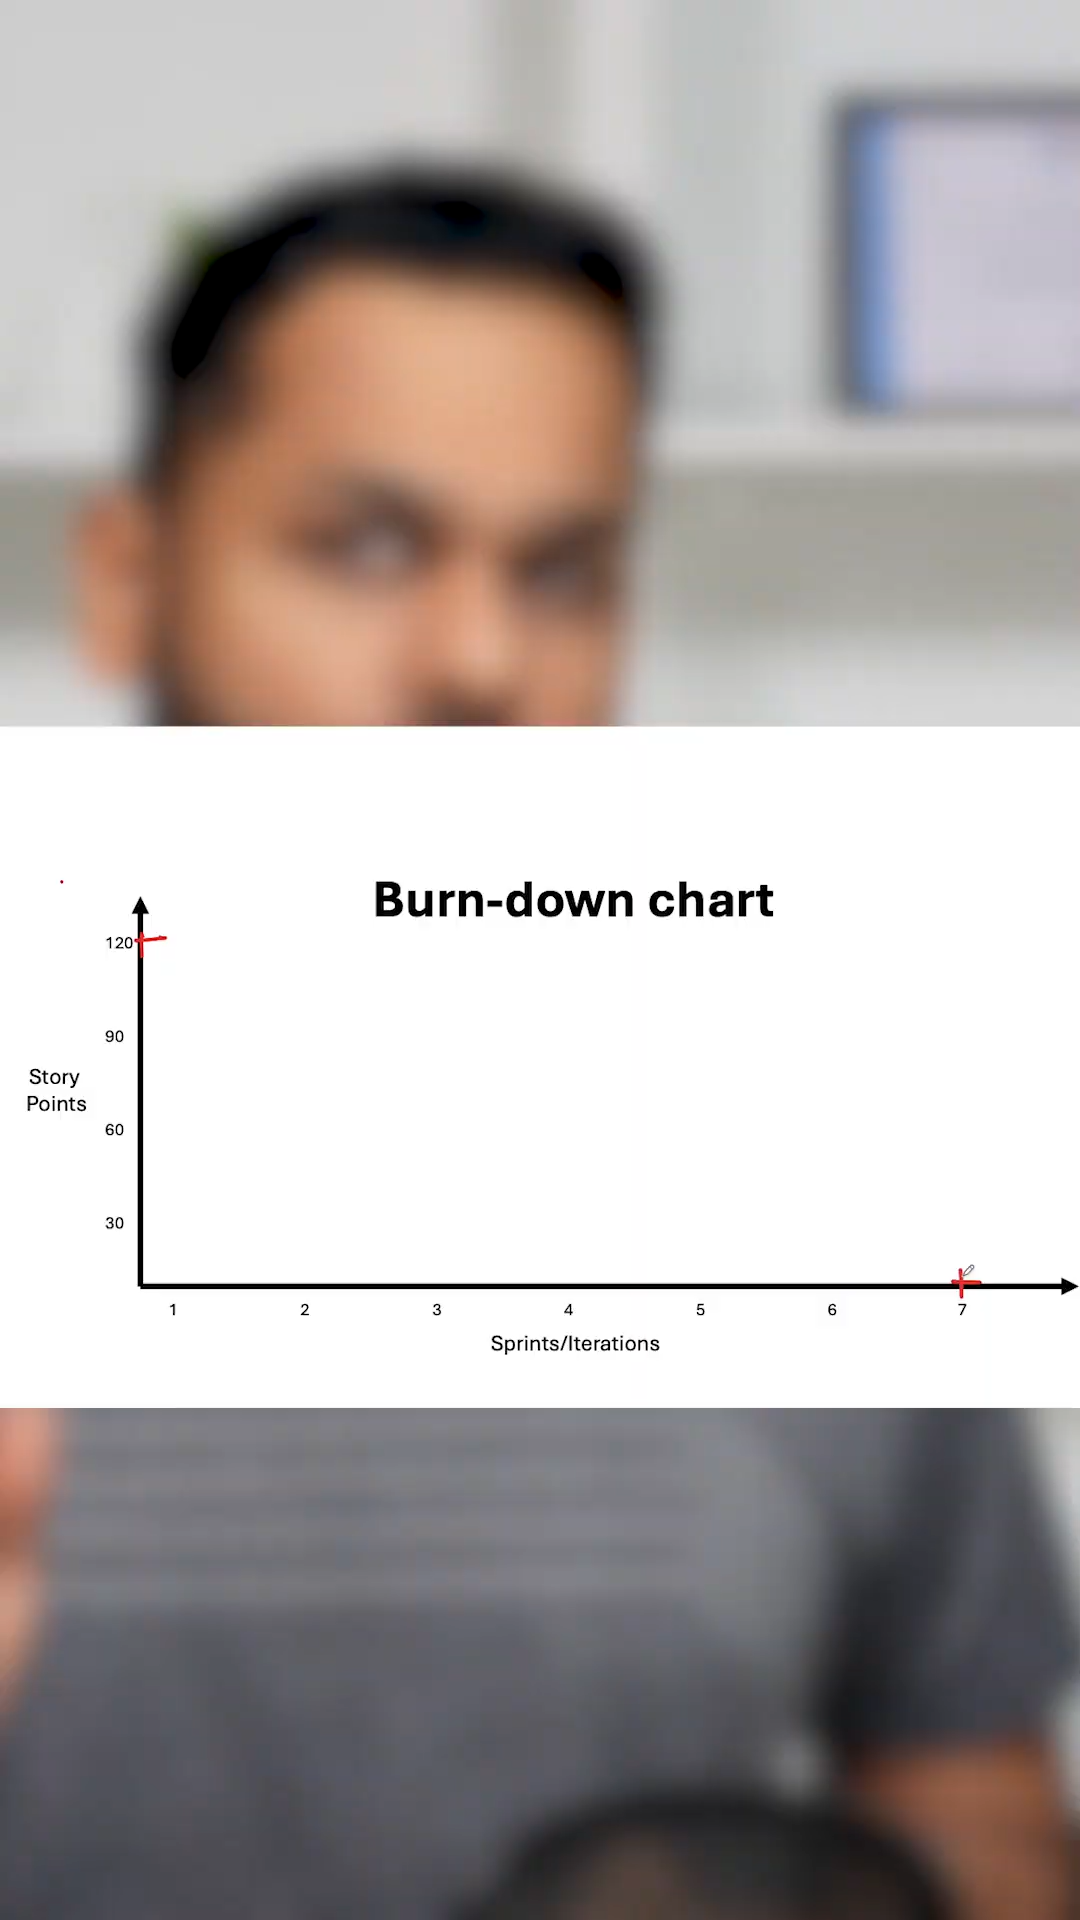 Burn-down chart
120
90
Story
Points
60
30
1 2 3 4 5 6 7
Sprints/Iterations